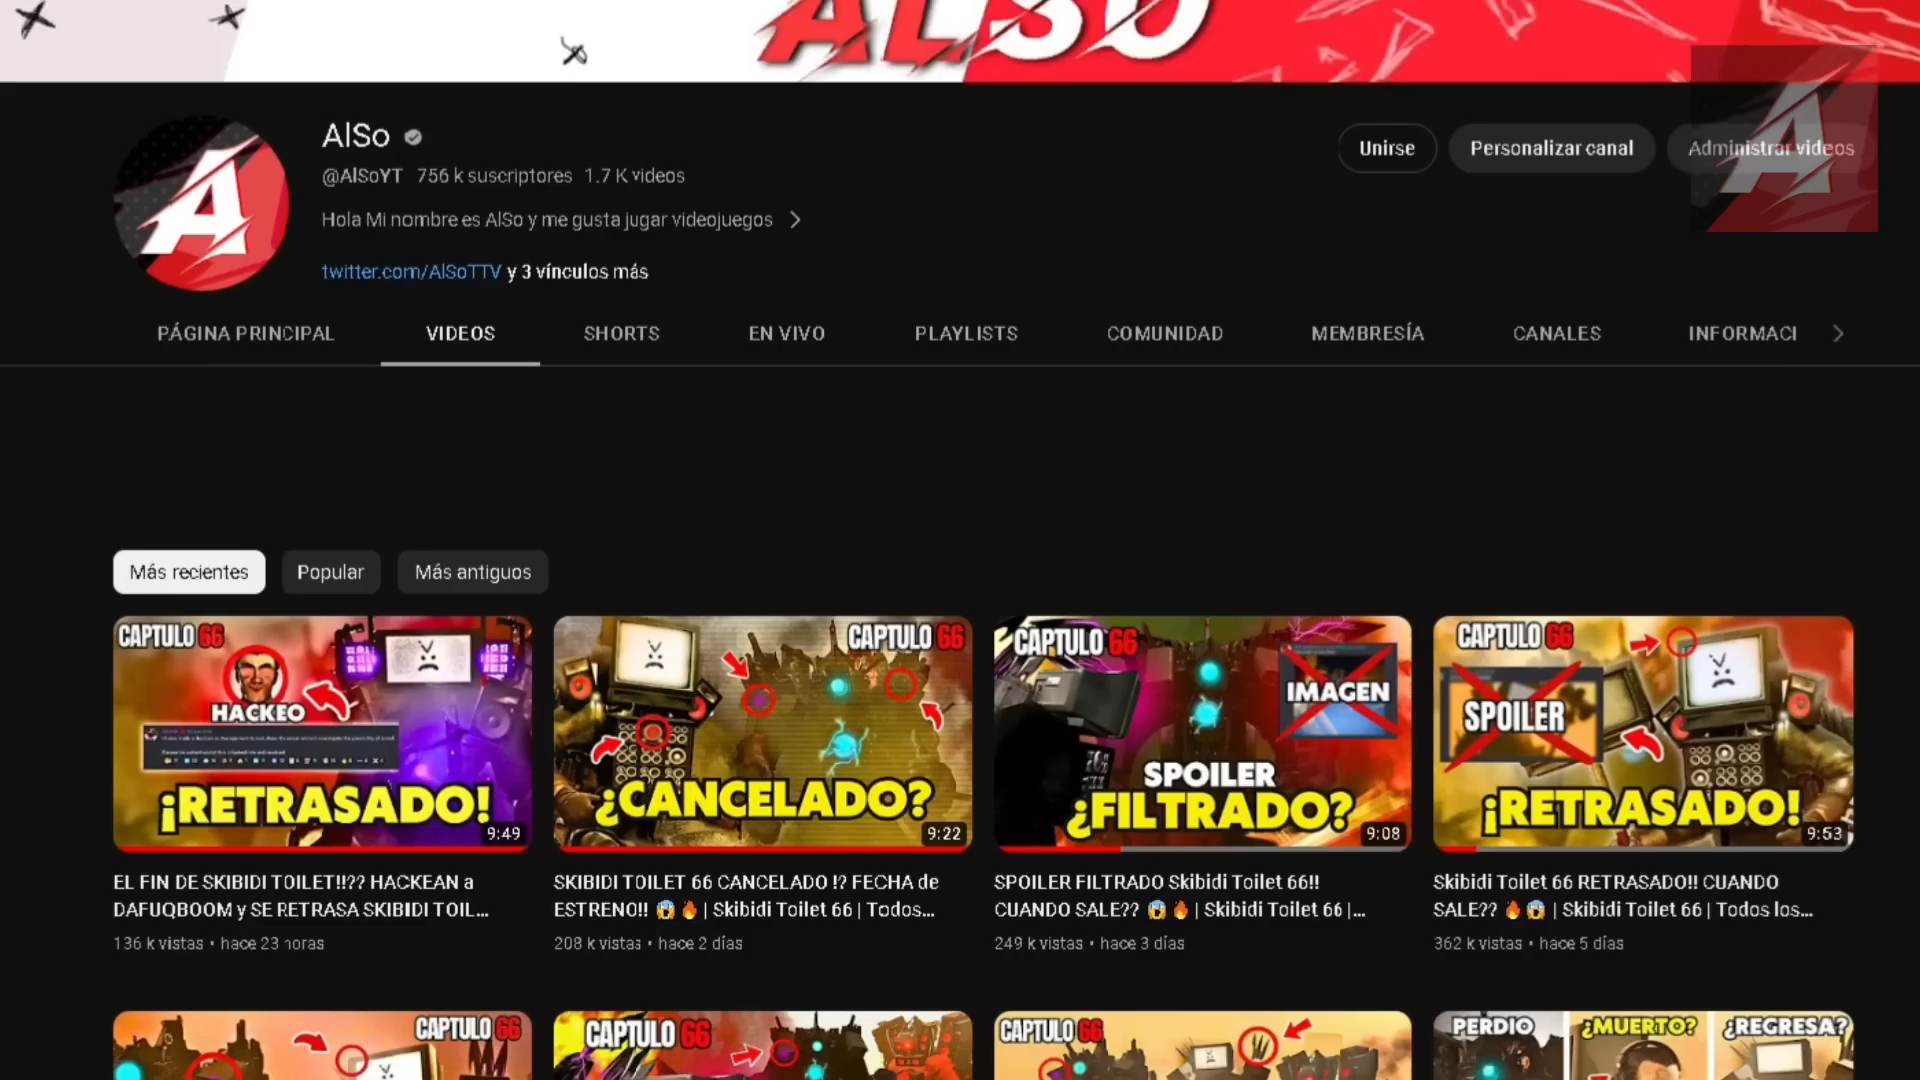 ALSO
AlSo
@AlSoYT 756 k suscriptores 1.7 K videos
Hola Mi nombre es AlSo y me gusta jugar videojuegos
twitter.com/AlSoTTV y 3 vínculos más
Unirse
Personalizar canal
Administrar videos
PÁGINA PRINCIPAL
VIDEOS
SHORTS
EN VIVO
PLAYLISTS
COMUNIDAD
MEMBRESÍA
CANALES
INFORMACI
Más recientes
Popular
Más antiguos
CAPTULO 66
HACKEO
¡RETRASADO!
9:49
CAPTULO 66
¿CANCELADO?
9:22
CAPTULO 66
IMAGEN
SPOILER
¿FILTRADO?
9:08
CAPTULO 66
SPOILER
¡RETRASADO!
9:53
EL FIN DE SKIBIDI TOILET!!?? HACKEAN a
DAFUQBOOM y SE RETRASA SKIBIDI TOIL...
136 k vistas • hace 23 horas
SKIBIDI TOILET 66 CANCELADO !? FECHA de
ESTRENO!! 😱🔥 | Skibidi Toilet 66 | Todos...
208 k vistas • hace 2 días
SPOILER FILTRADO Skibidi Toilet 66!!
CUANDO SALE?? 😱🔥 | Skibidi Toilet 66 |...
249 k vistas • hace 3 días
Skibidi Toilet 66 RETRASADO!! CUANDO
SALE?? 🔥😱 | Skibidi Toilet 66 | Todos los...
362 k vistas • hace 5 días
CAPTULO 66
CAPTULO 66
CAPTULO 66
PERDIO
¿MUERTO?
¿REGRESA?